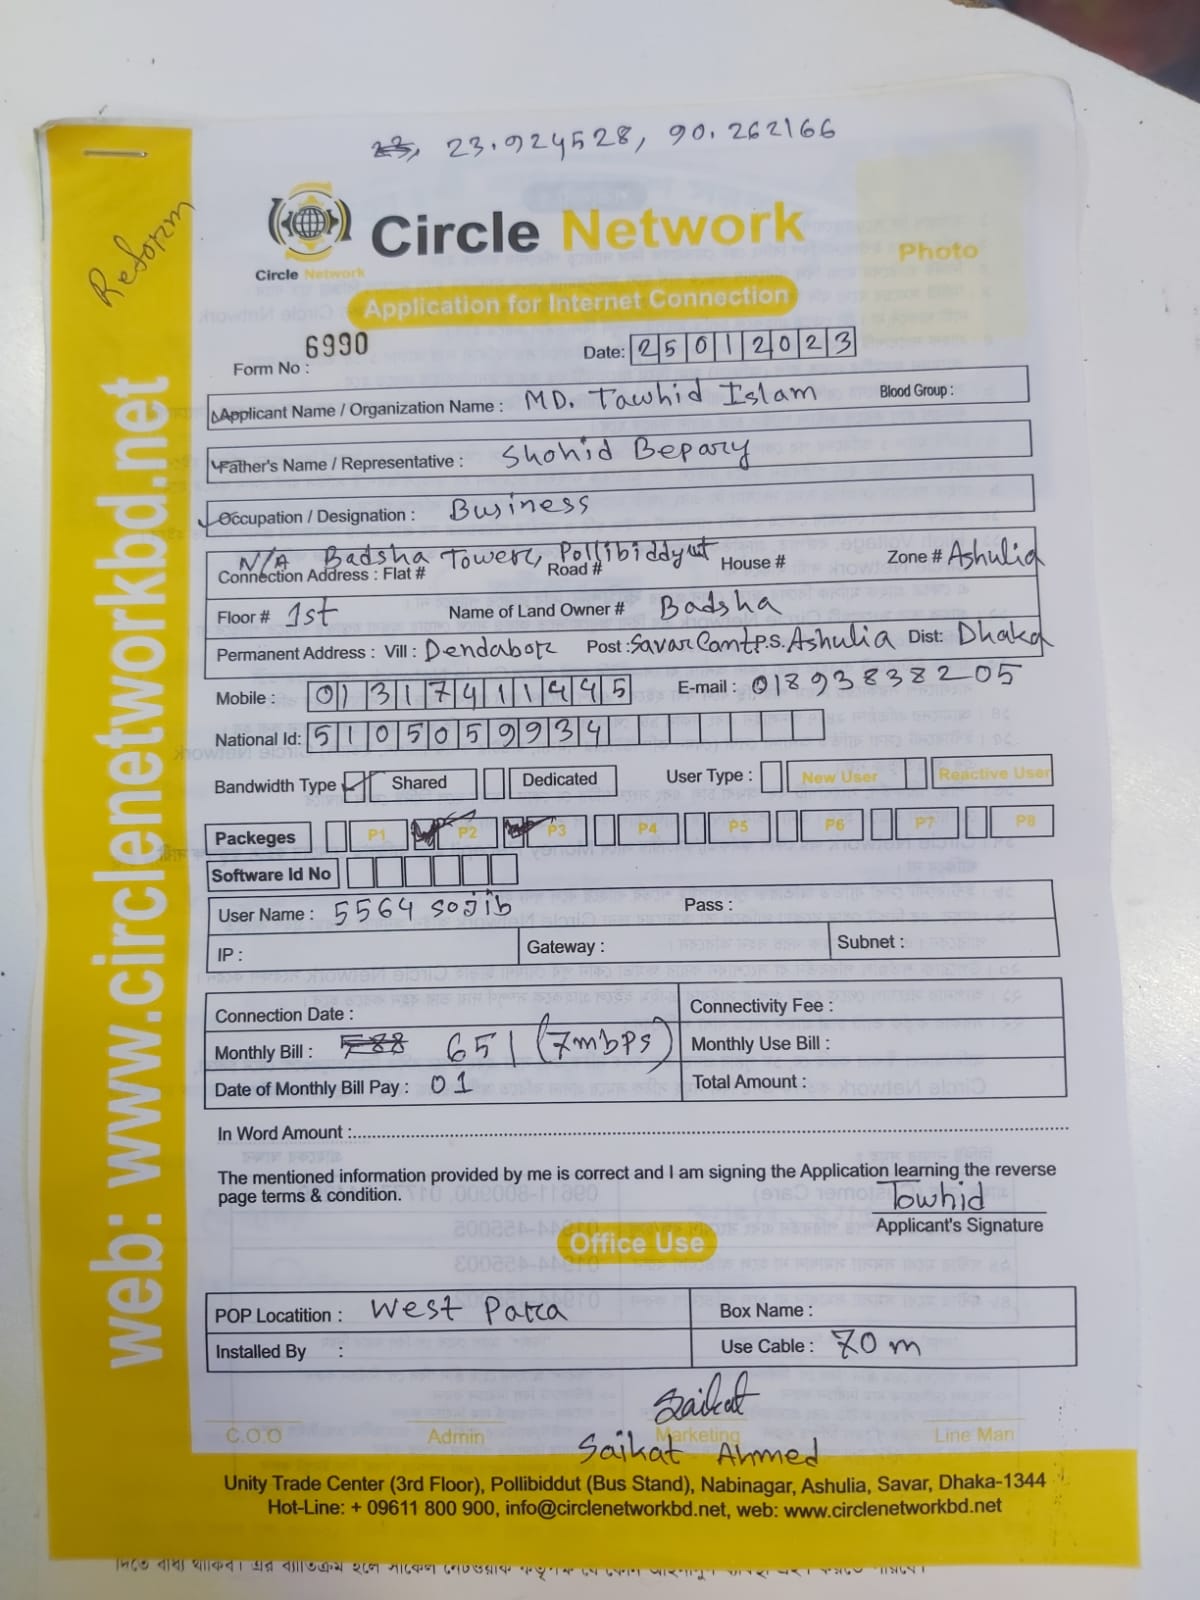 23.924528, 90.262166
Reform
Circle Network
Circle Network
Photo
Application for Internet Connection
Form No : 6990
Date: 25012023
Applicant Name / Organization Name : MD. Tawhid Islam Blood Group :
Father's Name / Representative : Shohid Bepary
Occupation / Designation : Business
N/A Badsha Tower, Pollibiddyut
Connection Address : Flat # Road # House # Zone # Ashulia
Floor # 1st Name of Land Owner # Badsha
Permanent Address : Vill : Dendabor Post : Savar Cant P.S. Ashulia Dist: Dhaka
Mobile : 01317411445 E-mail : 01893838205
National Id: 5105059934
Bandwidth Type Shared Dedicated User Type : New User Reactive User
Packeges P1 P2 P3 P4 P5 P6 P7 P8
Software Id No
User Name : 5564 sojib Pass :
IP : Gateway : Subnet :
Connection Date : Connectivity Fee :
Monthly Bill : 651 (7mbps) Monthly Use Bill :
Date of Monthly Bill Pay : 01 Total Amount :
In Word Amount :
The mentioned information provided by me is correct and I am signing the Application learning the reverse
page terms & condition.
Towhid
Applicant's Signature
Office Use
POP Locatition : West Para Box Name :
Installed By : Use Cable : 70 m
Saikat
C.O.O Admin Marketing Line Man
Saikat Ahmed
Unity Trade Center (3rd Floor), Pollibiddut (Bus Stand), Nabinagar, Ashulia, Savar, Dhaka-1344
Hot-Line: + 09611 800 900, info@circlenetworkbd.net, web: www.circlenetworkbd.net
web: www.circlenetworkbd.net